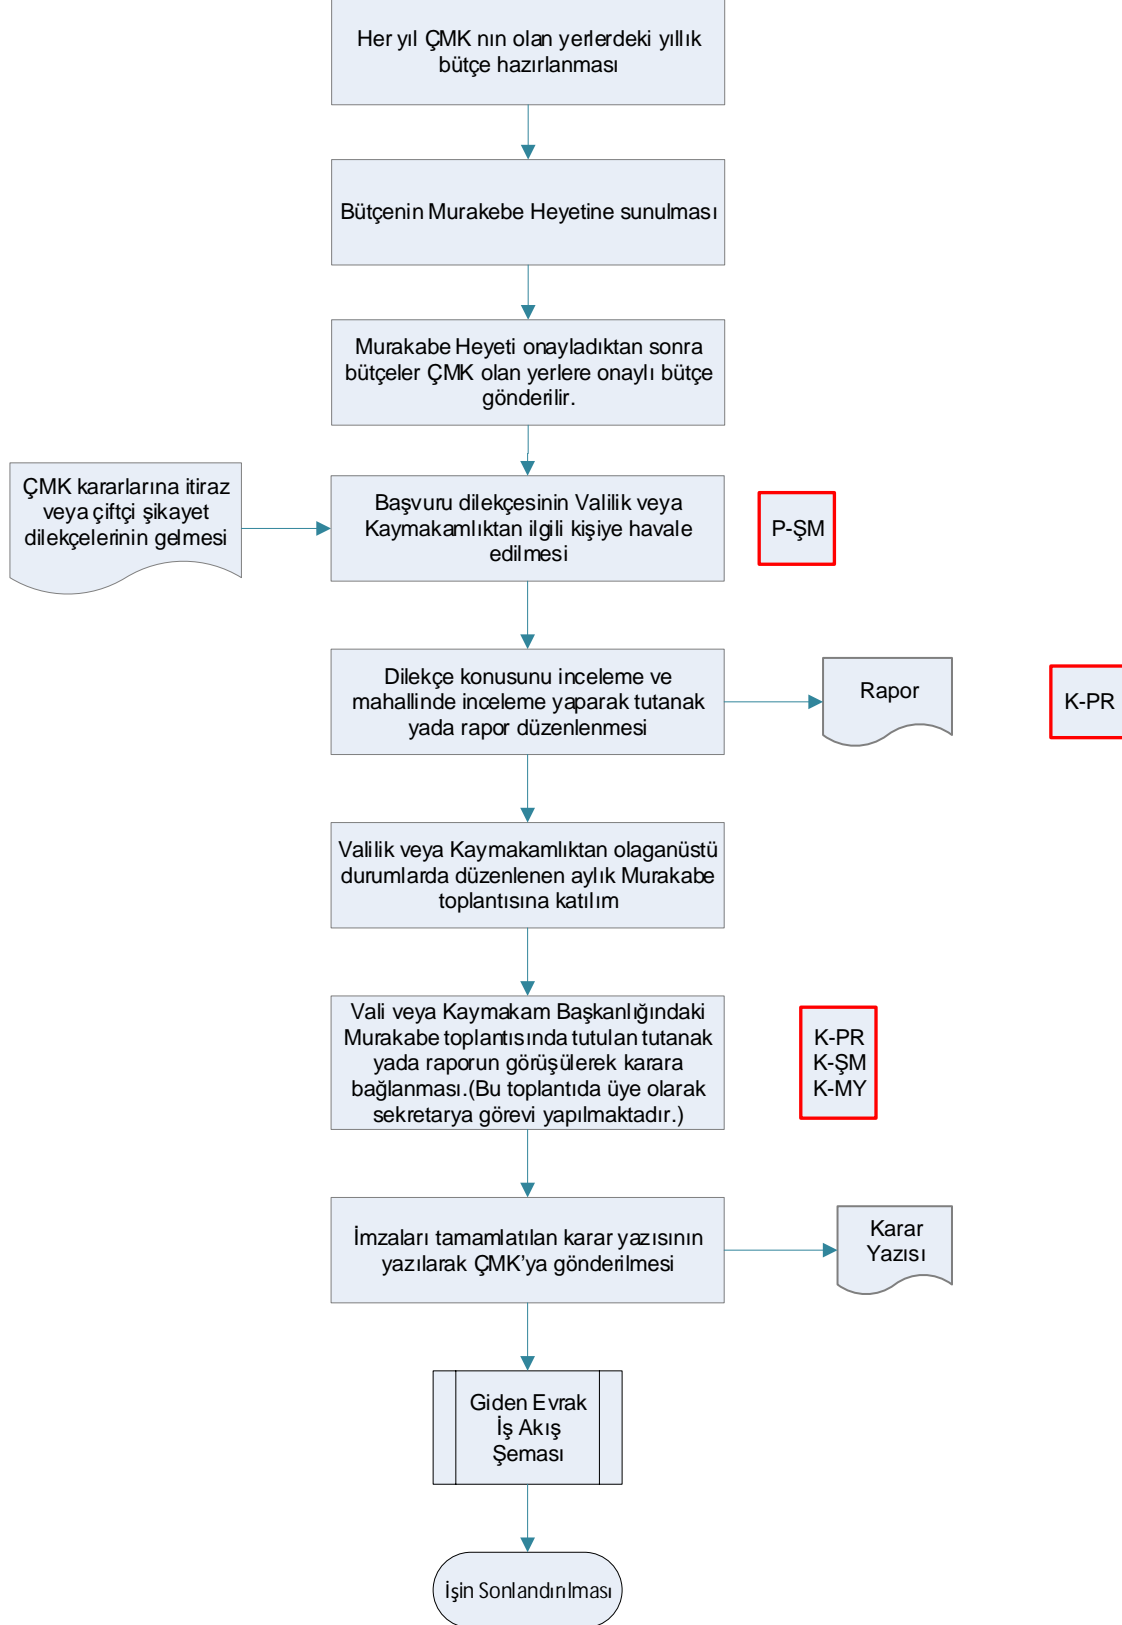 Her yıl ÇMK nın olan yerlerdeki yıllık
bütçe hazırlanması
Bütçenin Murakebe Heyetine sunulması
Murakabe Heyeti onayladıktan sonra
bütçeler ÇMK olan yerlere onaylı bütçe
gönderilir.
ÇMK kararlarına itiraz
veya çiftçi şikayet
dilekçelerinin gelmesi
Başvuru dilekçesinin Valilik veya
Kaymakamlıktan ilgili kişiye havale
edilmesi
P-ŞM
Dilekçe konusunu inceleme ve
mahallinde inceleme yaparak tutanak
yada rapor düzenlenmesi
Rapor
K-PR
Valilik veya Kaymakamlıktan olaganüstü
durumlarda düzenlenen aylık Murakabe
toplantısına katılım
Vali veya Kaymakam Başkanlığındaki
Murakabe toplantısında tutulan tutanak
yada raporun görüşülerek karara
bağlanması.(Bu toplantıda üye olarak
sekretarya görevi yapılmaktadır.)
K-PR
K-ŞM
K-MY
İmzaları tamamlatılan karar yazısının
yazılarak ÇMK’ya gönderilmesi
Karar
Yazısı
Giden Evrak
İş Akış
Şeması
İşin Sonlandırılması